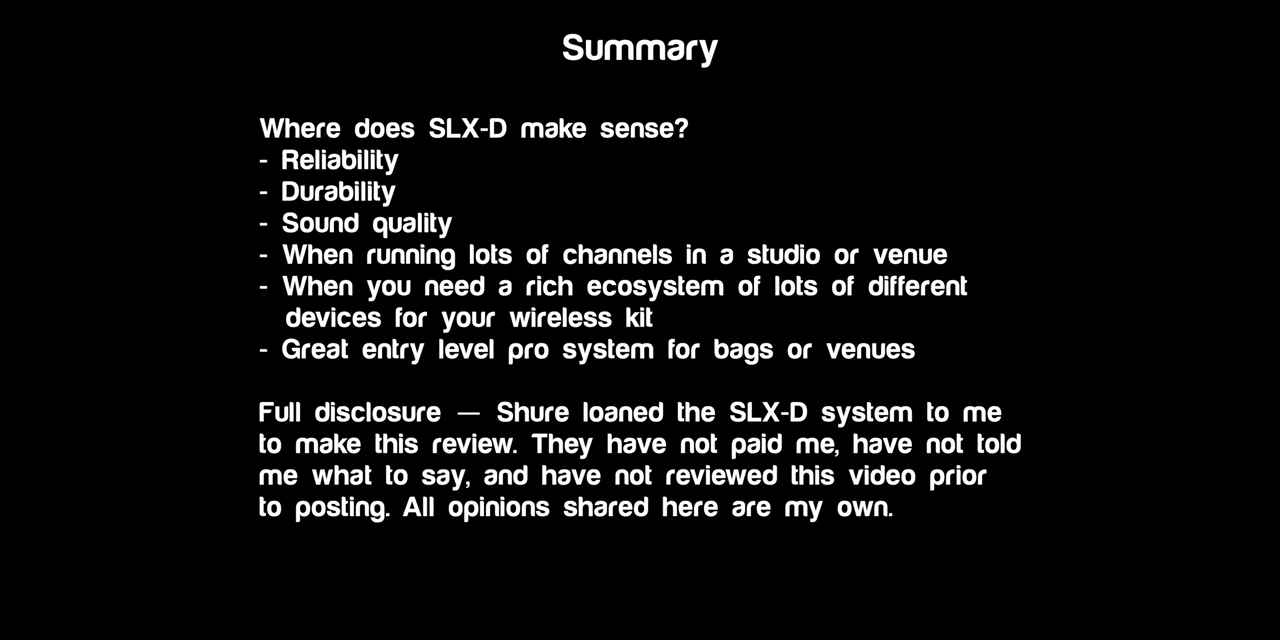 Summary
Where does SLX-D make sense?
- Reliability
- Durability
- Sound quality
- When running lots of channels in a studio or venue
- When you need a rich ecosystem of lots of different
devices for your wireless kit
- Great entry level pro system for bags or venues
Full disclosure — Shure loaned the SLX-D system to me
to make this review. They have not paid me, have not told
me what to say, and have not reviewed this video prior
to posting. All opinions shared here are my own.